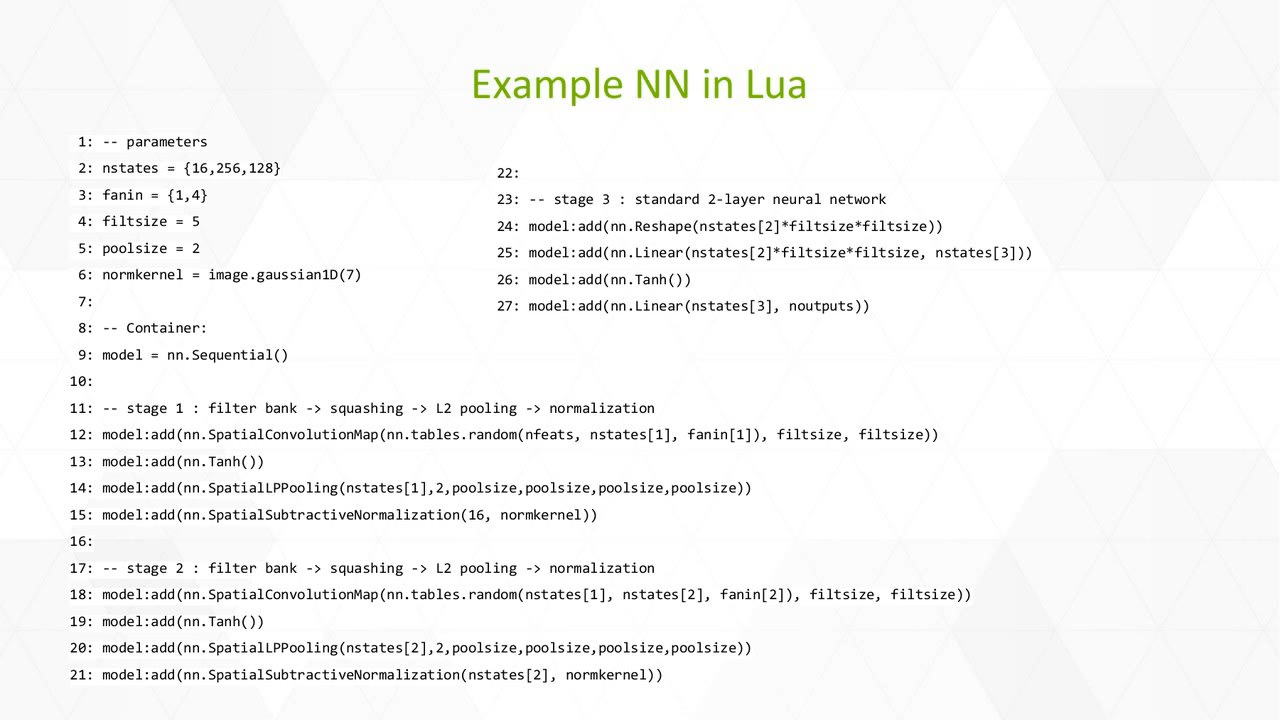 Example NN in Lua
1: -- parameters
2: nstates = {16,256,128}
3: fanin = {1,4}
4: filtsize = 5
5: poolsize = 2
6: normkernel = image.gaussian1D(7)
7:
8: -- Container:
9: model = nn.Sequential()
10:
11: -- stage 1 : filter bank -> squashing -> L2 pooling -> normalization
12: model:add(nn.SpatialConvolutionMap(nn.tables.random(nfeats, nstates[1], fanin[1]), filtsize, filtsize))
13: model:add(nn.Tanh())
14: model:add(nn.SpatialLPPooling(nstates[1],2,poolsize,poolsize,poolsize,poolsize))
15: model:add(nn.SpatialSubtractiveNormalization(16, normkernel))
16:
17: -- stage 2 : filter bank -> squashing -> L2 pooling -> normalization
18: model:add(nn.SpatialConvolutionMap(nn.tables.random(nstates[1], nstates[2], fanin[2]), filtsize, filtsize))
19: model:add(nn.Tanh())
20: model:add(nn.SpatialLPPooling(nstates[2],2,poolsize,poolsize,poolsize,poolsize))
21: model:add(nn.SpatialSubtractiveNormalization(nstates[2], normkernel))
22:
23: -- stage 3 : standard 2-layer neural network
24: model:add(nn.Reshape(nstates[2]*filtsize*filtsize))
25: model:add(nn.Linear(nstates[2]*filtsize*filtsize, nstates[3]))
26: model:add(nn.Tanh())
27: model:add(nn.Linear(nstates[3], noutputs))